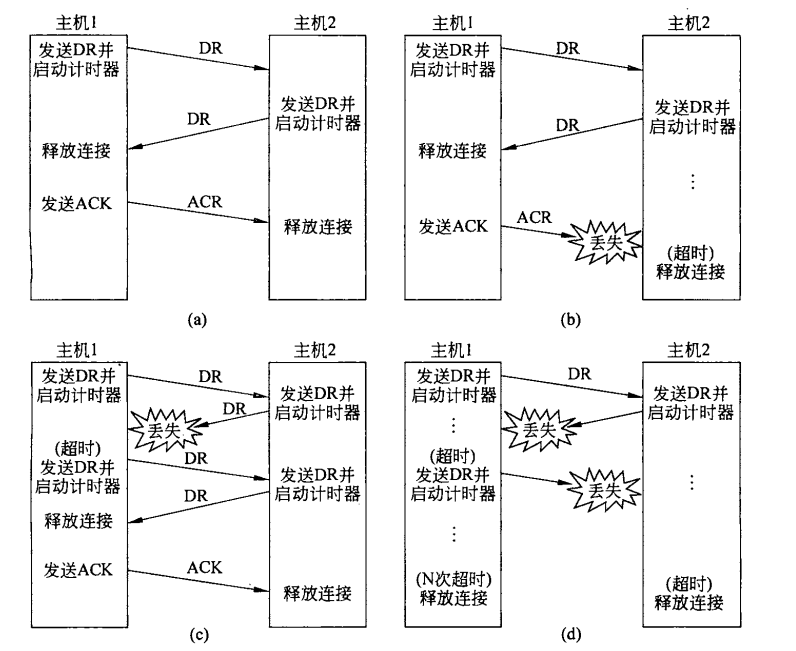 主机1
主机2
发送DR并
启动计时器
DR
发送DR并
启动计时器
DR
释放连接
发送ACK
ACR
释放连接
(a)
主机1
主机2
发送DR并
启动计时器
DR
发送DR并
启动计时器
DR
释放连接
⋮
发送ACK
ACR
丢失
(超时)
释放连接
(b)
主机1
主机2
发送DR并
启动计时器
DR
发送DR并
启动计时器
DR
丢失
(超时)
发送DR并
启动计时器
DR
发送DR并
启动计时器
DR
释放连接
发送ACK
ACK
释放连接
(c)
主机1
主机2
发送DR并
启动计时器
DR
发送DR并
启动计时器
⋮
丢失
(超时)
发送DR并
启动计时器
丢失
⋮
⋮
(N次超时)
释放连接
(超时)
释放连接
(d)